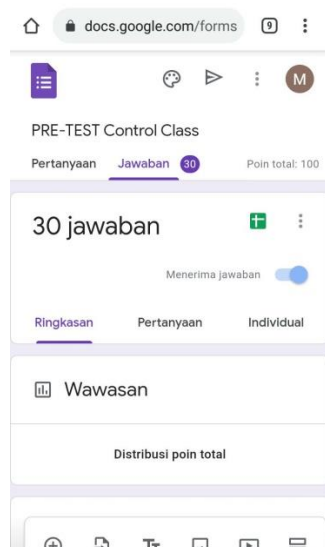 docs.google.com/forms 9
M
PRE-TEST Control Class
Pertanyaan Jawaban 30 Poin total: 100
30 jawaban
Menerima jawaban
Ringkasan Pertanyaan Individual
Wawasan
Distribusi poin total
Tт